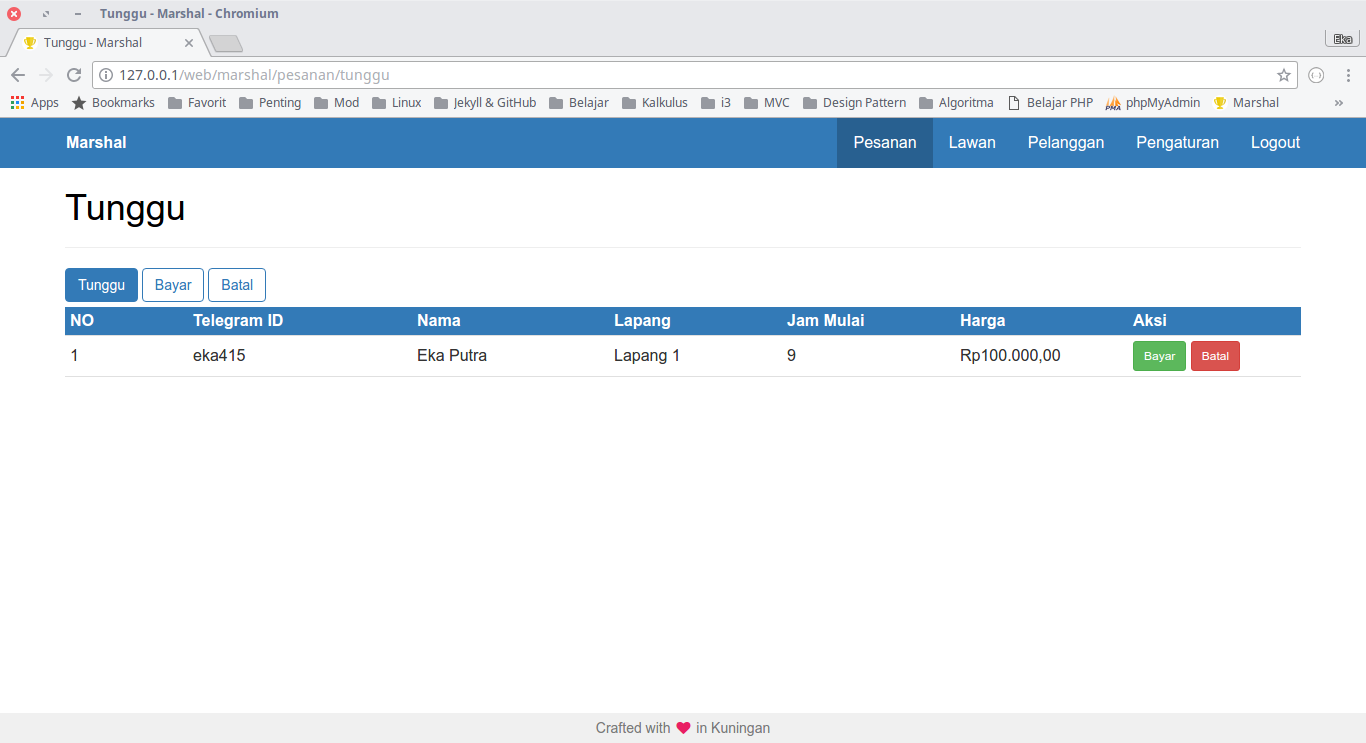 Tunggu - Marshal - Chromium
Tunggu - Marshal
Eka
127.0.0.1/web/marshal/pesanan/tunggu
Apps Bookmarks Favorit Penting Mod Linux Jekyll & GitHub Belajar Kalkulus i3 MVC Design Pattern Algoritma Belajar PHP PMA phpMyAdmin Marshal »
Marshal Pesanan Lawan Pelanggan Pengaturan Logout
Tunggu
Tunggu Bayar Batal
NO Telegram ID Nama Lapang Jam Mulai Harga Aksi
1 eka415 Eka Putra Lapang 1 9 Rp100.000,00 Bayar Batal
Crafted with ❤ in Kuningan